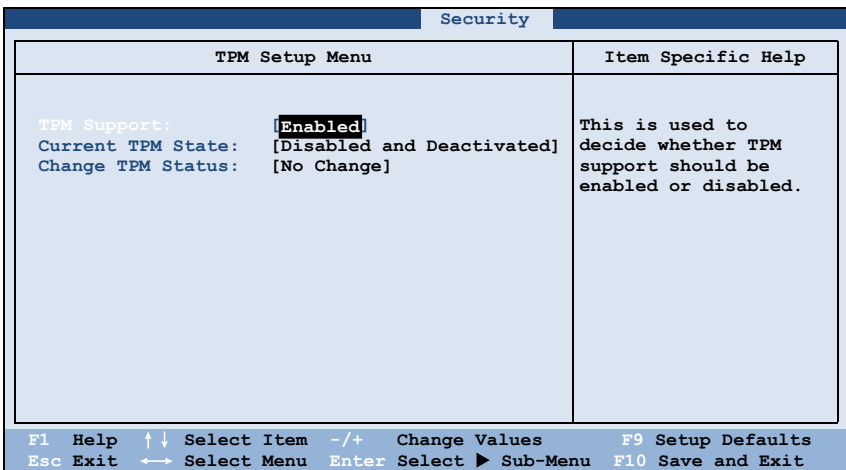 Security
TPM Setup Menu
Item Specific Help
TPM Support: [Enabled]
Current TPM State: [Disabled and Deactivated]
Change TPM Status: [No Change]
This is used to
decide whether TPM
support should be
enabled or disabled.
F1 Help ↑↓ Select Item -/+ Change Values F9 Setup Defaults
Esc Exit ←→ Select Menu Enter Select ▶ Sub-Menu F10 Save and Exit